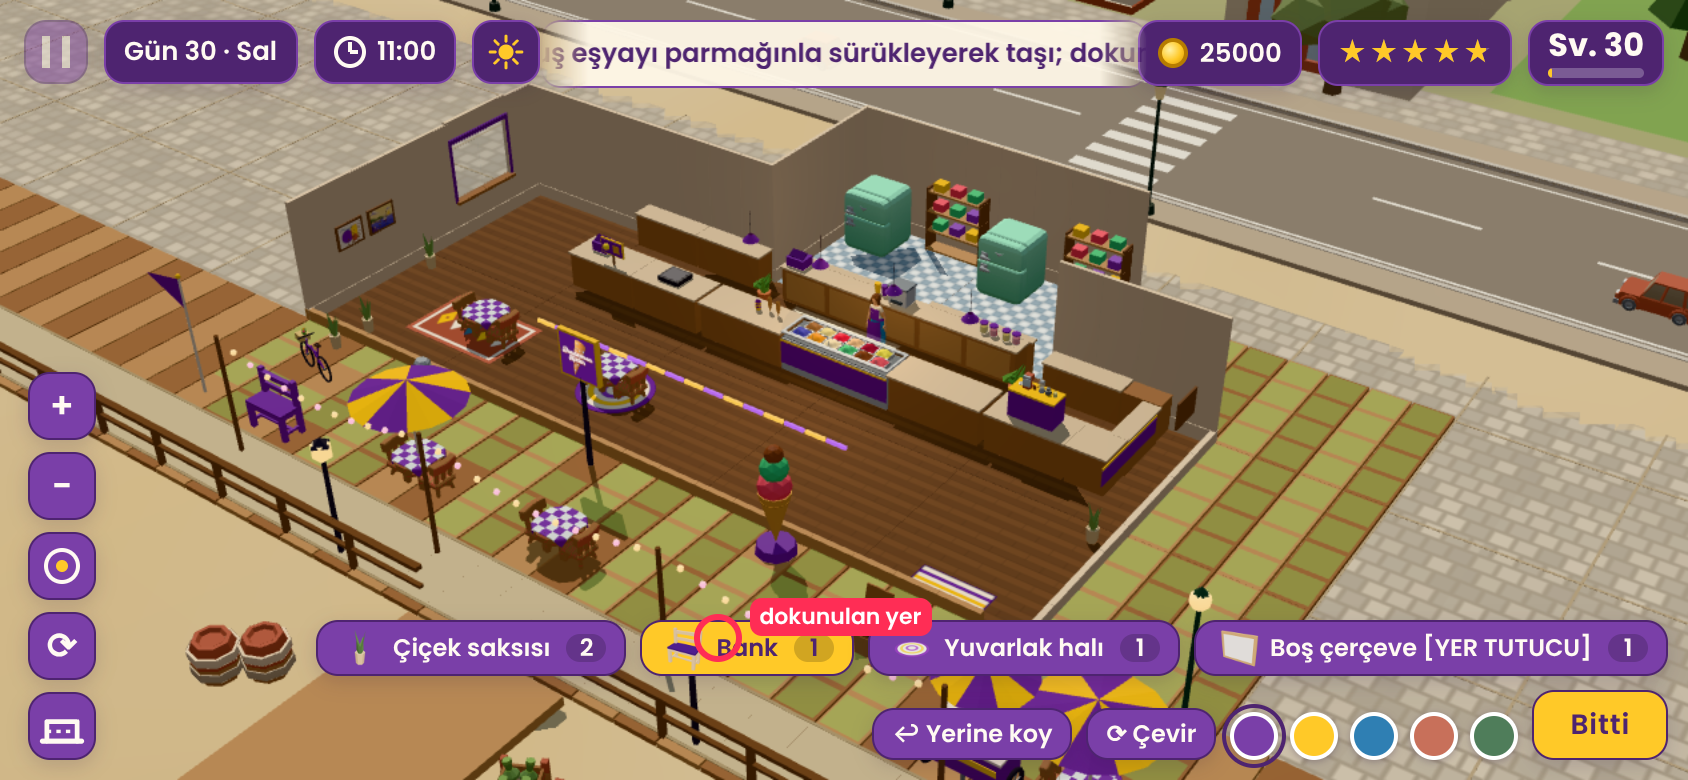 Gün 30 · Sal
11:00
ş eşyayı parmağınla sürükleyerek taşı; dokun
25000
Sv. 30
dokunulan yer
Çiçek saksısı 2
Bank 1
Yuvarlak halı 1
Boş çerçeve [YER TUTUCU] 1
Yerine koy
Çevir
Bitti